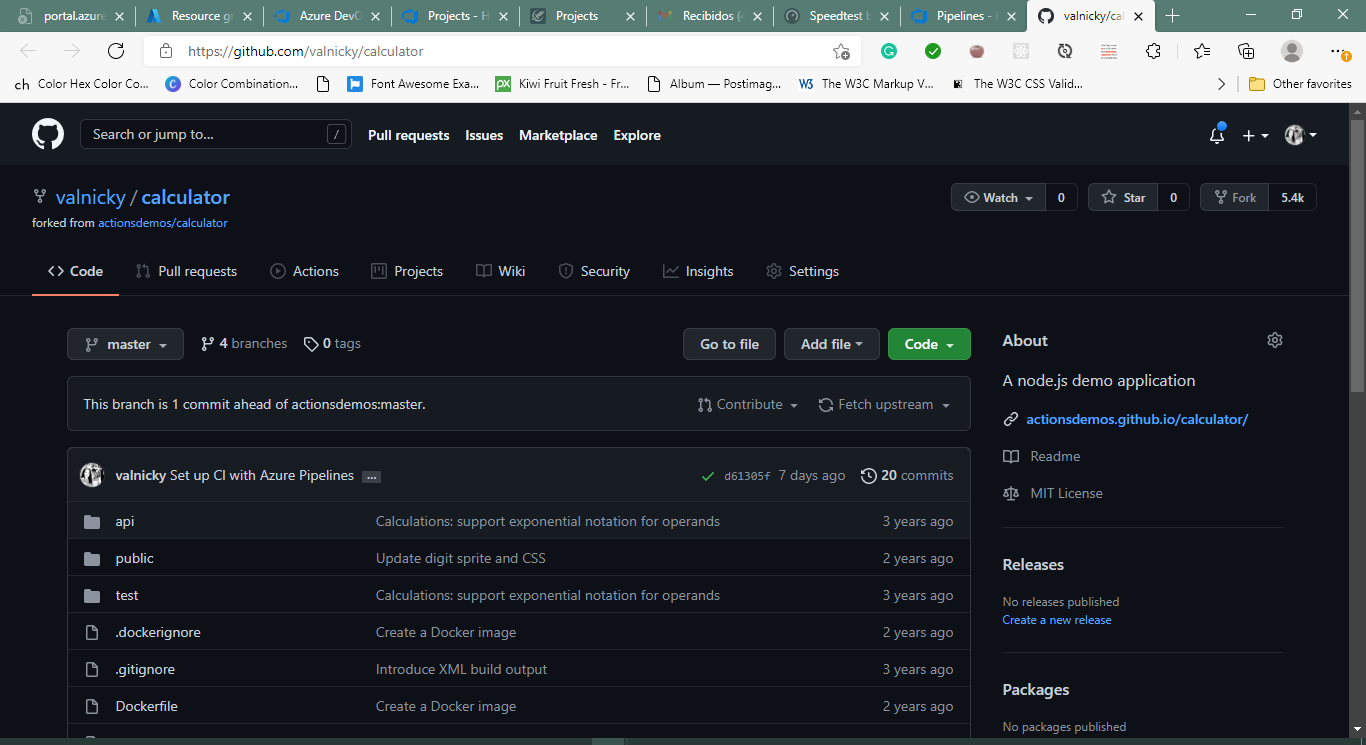 portal.azure
Resource g
Azure DevO
Projects - H
Projects
Recibidos (4
Speedtest b
Pipelines -
valnicky/cal
https://github.com/valnicky/calculator
ch Color Hex Color Co...
C Color Combination...
Font Awesome Exa...
px Kiwi Fruit Fresh - Fr...
Album — Postimag...
W3 The W3C Markup V...
The W3C CSS Valid...
Other favorites
Search or jump to... /
Pull requests Issues Marketplace Explore
valnicky / calculator
Watch 0 Star 0 Fork 5.4k
forked from actionsdemos/calculator
Code Pull requests Actions Projects Wiki Security Insights Settings
master 4 branches 0 tags Go to file Add file Code
This branch is 1 commit ahead of actionsdemos:master. Contribute Fetch upstream
valnicky Set up CI with Azure Pipelines ... d61305f 7 days ago 20 commits
api Calculations: support exponential notation for operands 3 years ago
public Update digit sprite and CSS 2 years ago
test Calculations: support exponential notation for operands 3 years ago
.dockerignore Create a Docker image 2 years ago
.gitignore Introduce XML build output 3 years ago
Dockerfile Create a Docker image 2 years ago
About
A node.js demo application
actionsdemos.github.io/calculator/
Readme
MIT License
Releases
No releases published
Create a new release
Packages
No packages published